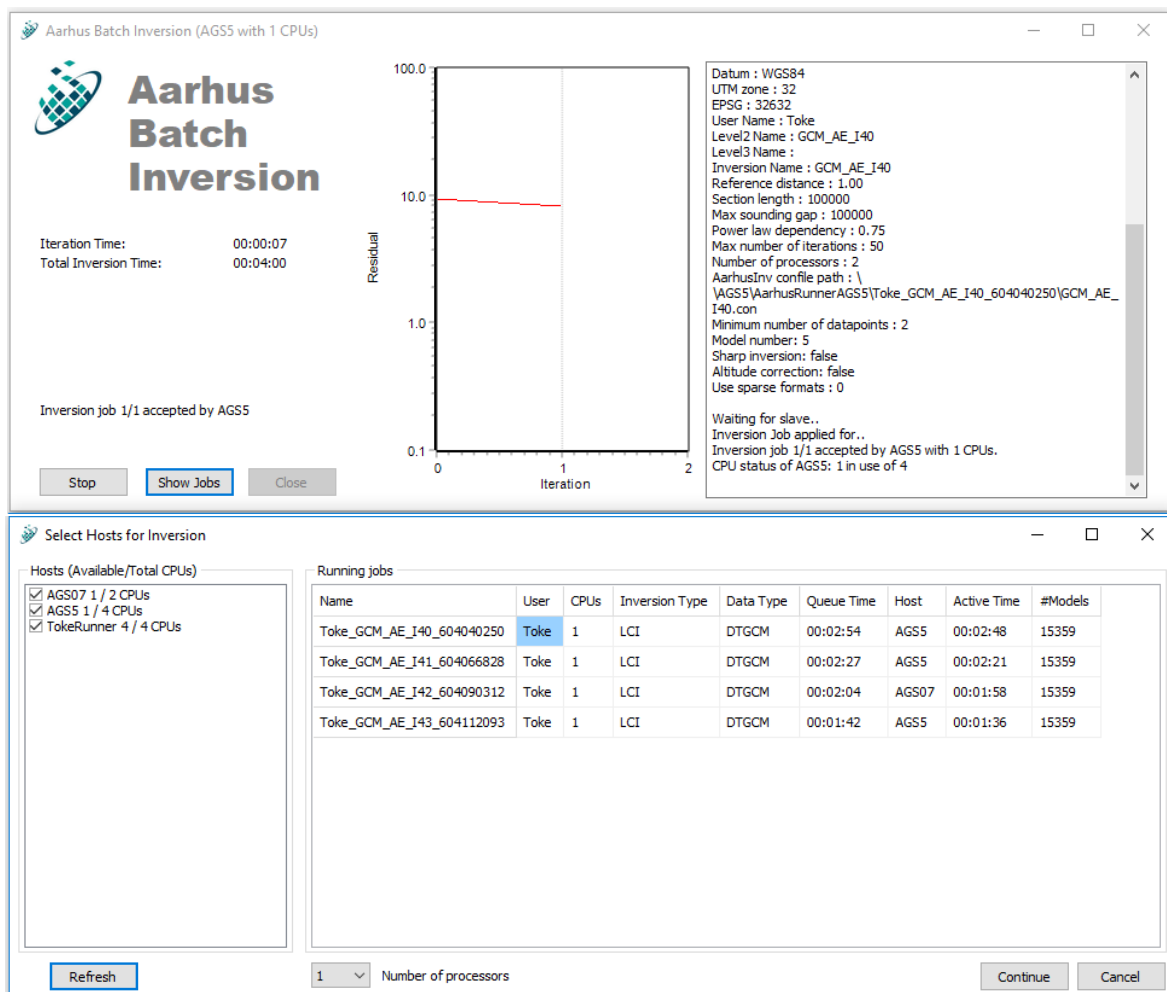 Aarhus Batch Inversion (AGS5 with 1 CPUs)
Aarhus
Batch
Inversion
Iteration Time: 00:00:07
Total Inversion Time: 00:04:00
Inversion job 1/1 accepted by AGS5
Stop
Show Jobs
Close
100.0
10.0
1.0
0.1
Residual
0 1 2
Iteration
Datum : WGS84
UTM zone : 32
EPSG : 32632
User Name : Toke
Level2 Name : GCM_AE_I40
Level3 Name :
Inversion Name : GCM_AE_I40
Reference distance : 1.00
Section length : 100000
Max sounding gap : 100000
Power law dependency : 0.75
Max number of iterations : 50
Number of processors : 2
AarhusInv confile path : \
\AGS5\AarhusRunnerAGS5\Toke_GCM_AE_I40_604040250\GCM_AE_
I40.con
Minimum number of datapoints : 2
Model number: 5
Sharp inversion: false
Altitude correction: false
Use sparse formats : 0
Waiting for slave..
Inversion Job applied for..
Inversion job 1/1 accepted by AGS5 with 1 CPUs.
CPU status of AGS5: 1 in use of 4
Select Hosts for Inversion
Hosts (Available/Total CPUs)
AGS07 1 / 2 CPUs
AGS5 1 / 4 CPUs
TokeRunner 4 / 4 CPUs
Refresh
Running jobs
Name User CPUs Inversion Type Data Type Queue Time Host Active Time #Models
Toke_GCM_AE_I40_604040250 Toke 1 LCI DTGCM 00:02:54 AGS5 00:02:48 15359
Toke_GCM_AE_I41_604066828 Toke 1 LCI DTGCM 00:02:27 AGS5 00:02:21 15359
Toke_GCM_AE_I42_604090312 Toke 1 LCI DTGCM 00:02:04 AGS07 00:01:58 15359
Toke_GCM_AE_I43_604112093 Toke 1 LCI DTGCM 00:01:42 AGS5 00:01:36 15359
1 Number of processors
Continue
Cancel